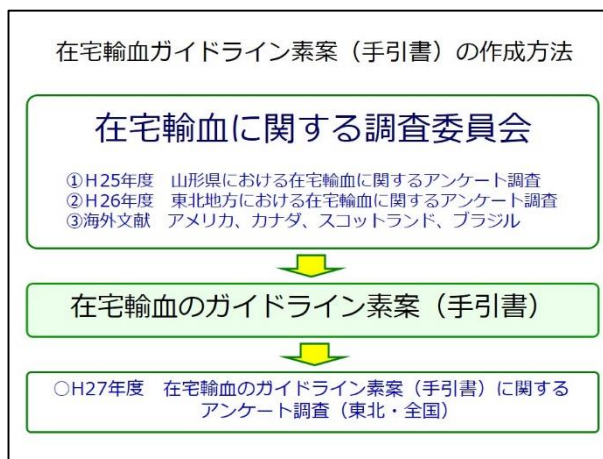 在宅輸血ガイドライン素案（手引書）の作成方法
在宅輸血に関する調査委員会
①H25年度　山形県における在宅輸血に関するアンケート調査
②H26年度　東北地方における在宅輸血に関するアンケート調査
③海外文献　アメリカ、カナダ、スコットランド、ブラジル
在宅輸血のガイドライン素案（手引書）
○H27年度　在宅輸血のガイドライン素案（手引書）に関する
アンケート調査（東北・全国）